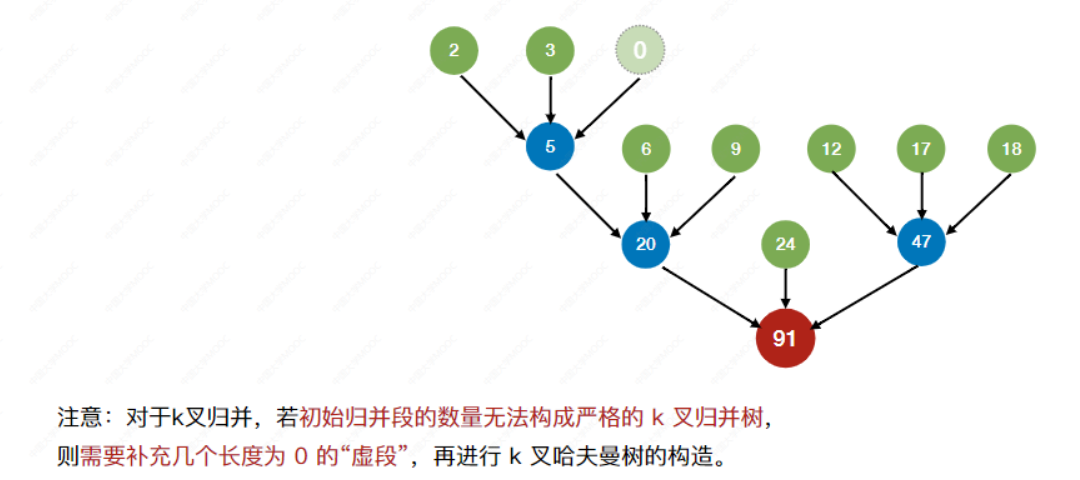 2 3 0
5 6 9 12 17 18
20 24 47
91
注意：对于k叉归并，若初始归并段的数量无法构成严格的 k 叉归并树，
则需要补充几个长度为 0 的“虚段”，再进行 k 叉哈夫曼树的构造。